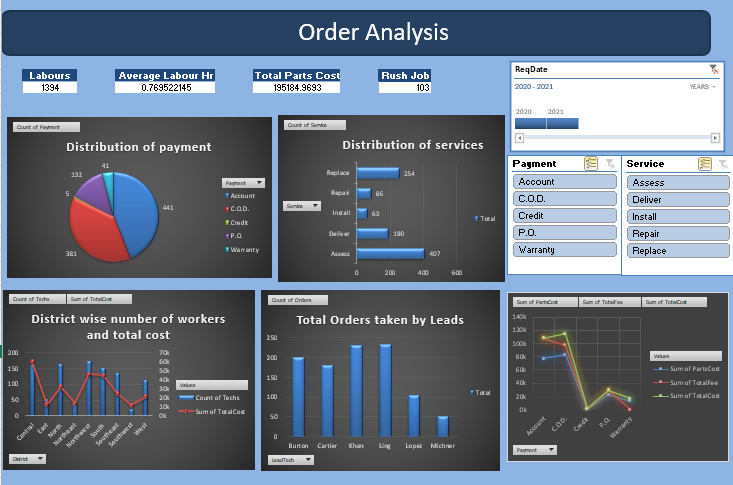 Order Analysis
Labours
1394
Average Labour Hr
0.769522145
Total Parts Cost
195184.9693
Rush Job
103
ReqDate
2020 - 2021
YEARS
2020 2021
Payment
Account
C.O.D.
Credit
P.O.
Warranty
Service
Assess
Deliver
Install
Repair
Replace
Count of Payment
Distribution of payment
41
132
5
381
441
Payment
Account
C.O.D.
Credit
P.O.
Warranty
Count of Service
Distribution of services
Service
Replace 254
Repair 86
Install 63
Deliver 190
Assess 407
0 200 400 600
Total
Count of Techs Sum of TotalCost
District wise number of workers
and total cost
200
150
100
50
0
70k
60k
50k
40k
30k
20k
10k
0k
Central East North Northeast Northwest South Southeast Southwest West
Values
Count of Techs
Sum of TotalCost
District
Count of Orders
Total Orders taken by Leads
250
200
150
100
50
0
Burton Cartier Khan Ling Lopez Michner
Total
LeadTech
Sum of PartsCost Sum of TotalFee Sum of TotalCost
140k
120k
100k
80k
60k
40k
20k
0k
Account C.O.D. Credit P.O. Warranty
Values
Sum of PartsCost
Sum of TotalFee
Sum of TotalCost
Payment